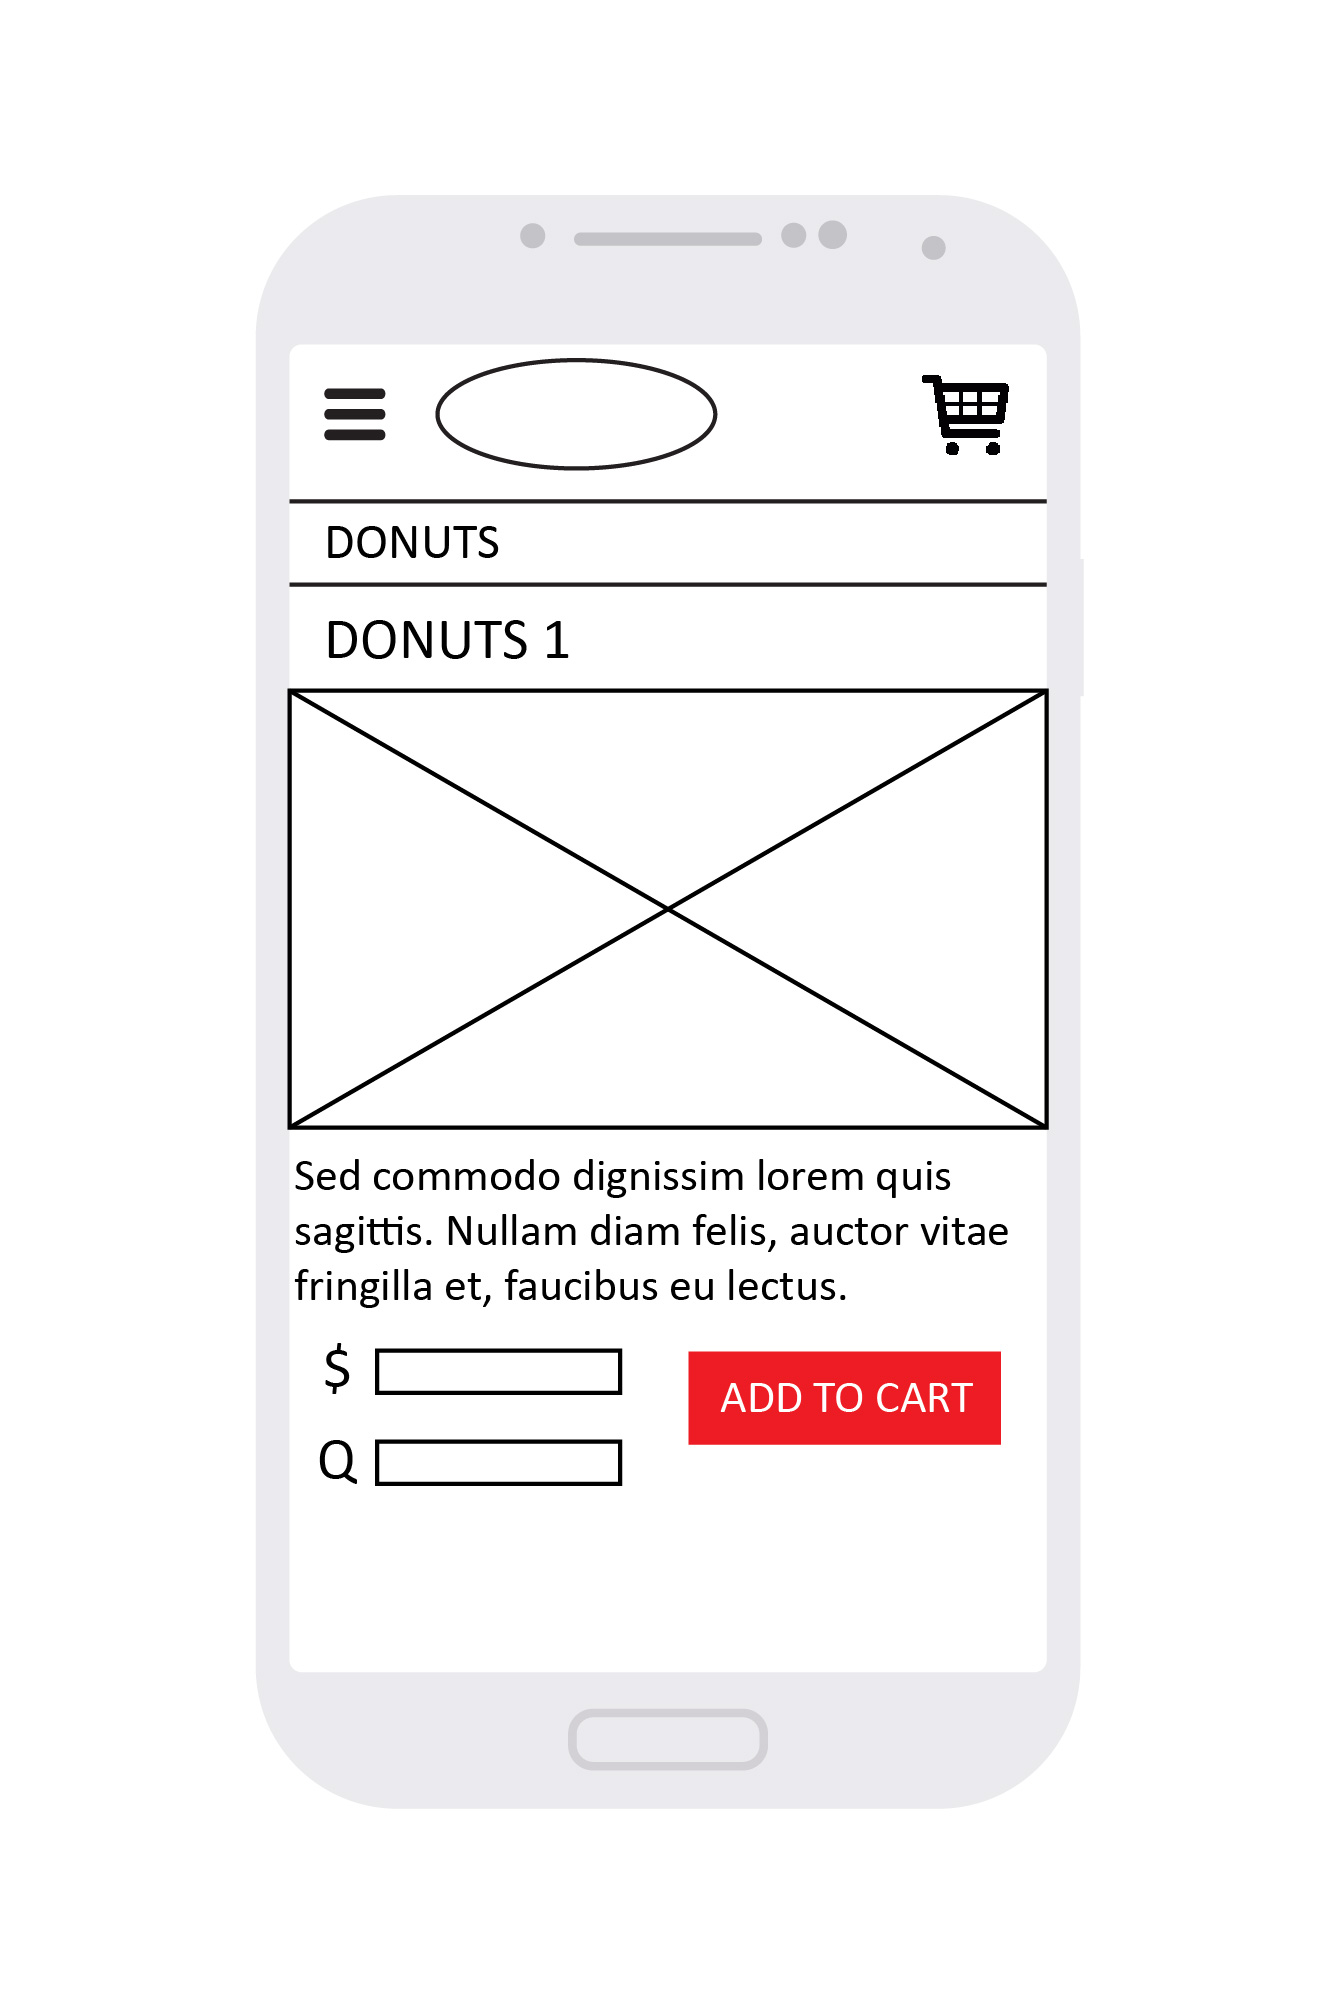 DONUTS
DONUTS 1
Sed commodo dignissim lorem quis
sagittis. Nullam diam felis, auctor vitae
fringilla et, faucibus eu lectus.
$
ADD TO CART
Q